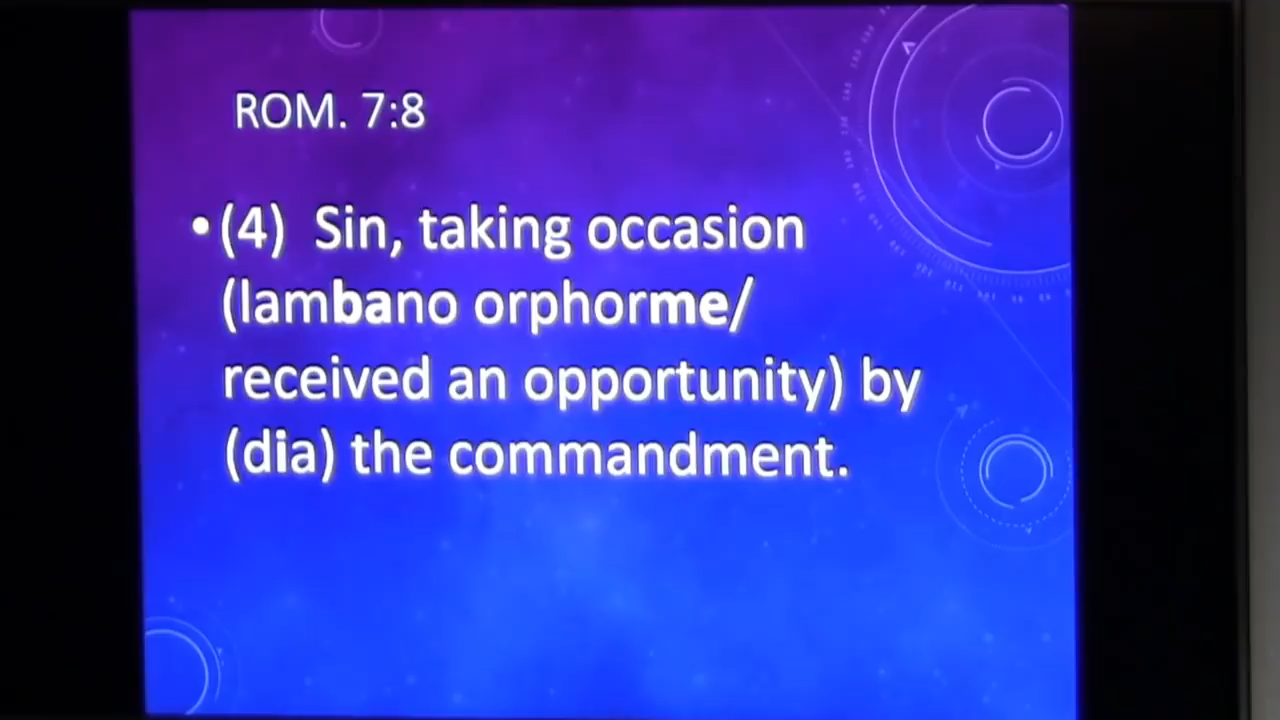 ROM. 7:8
• (4) Sin, taking occasion
(lambano orphorme/
received an opportunity) by
(dia) the commandment.